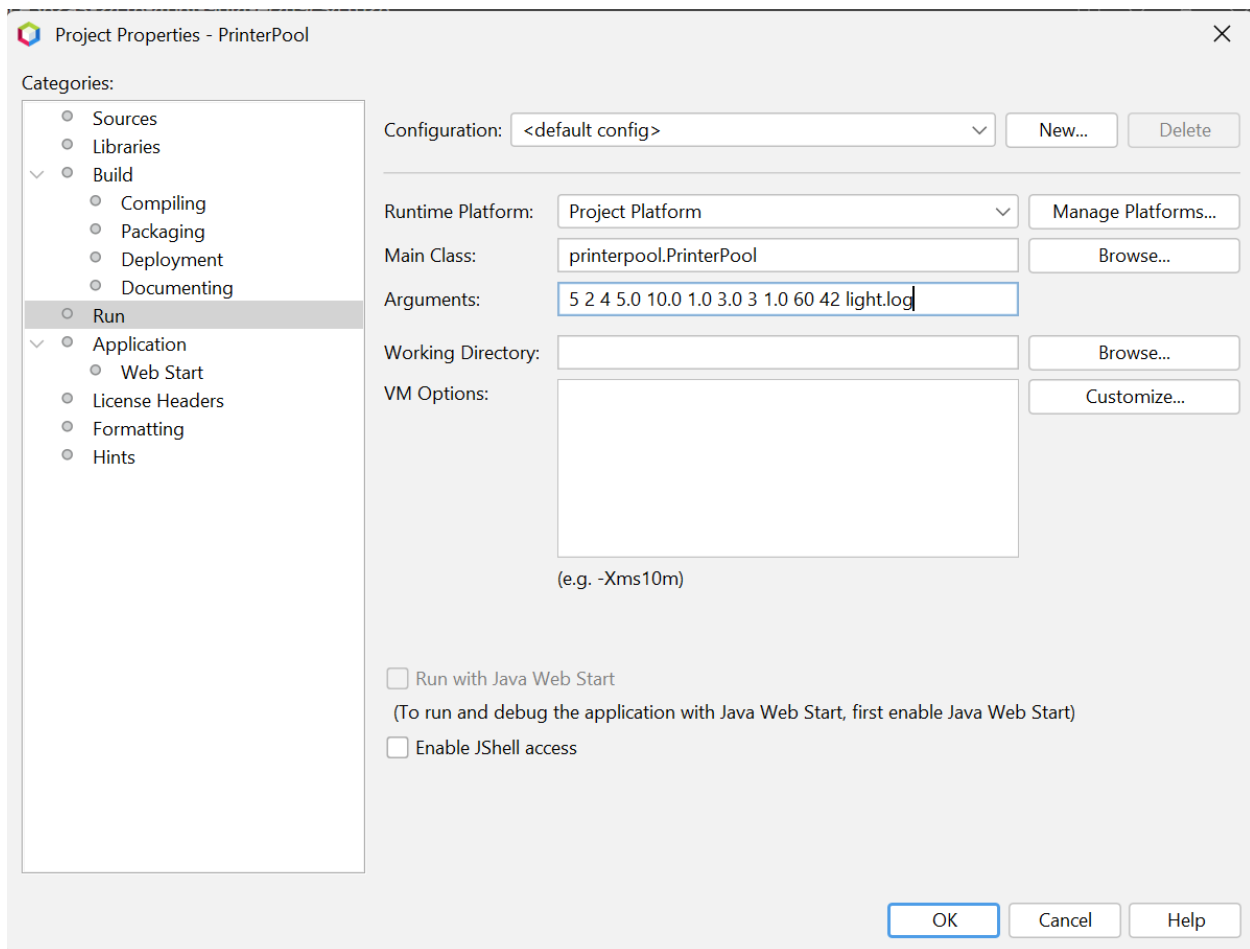 Project Properties - PrinterPool
Categories:
Sources
Libraries
Build
Compiling
Packaging
Deployment
Documenting
Run
Application
Web Start
License Headers
Formatting
Hints
Configuration: <default config> New... Delete
Runtime Platform: Project Platform Manage Platforms...
Main Class: printerpool.PrinterPool Browse...
Arguments: 5 2 4 5.0 10.0 1.0 3.0 3 1.0 60 42 light.log
Working Directory: Browse...
VM Options: Customize...
(e.g. -Xms10m)
Run with Java Web Start
(To run and debug the application with Java Web Start, first enable Java Web Start)
Enable JShell access
OK Cancel Help